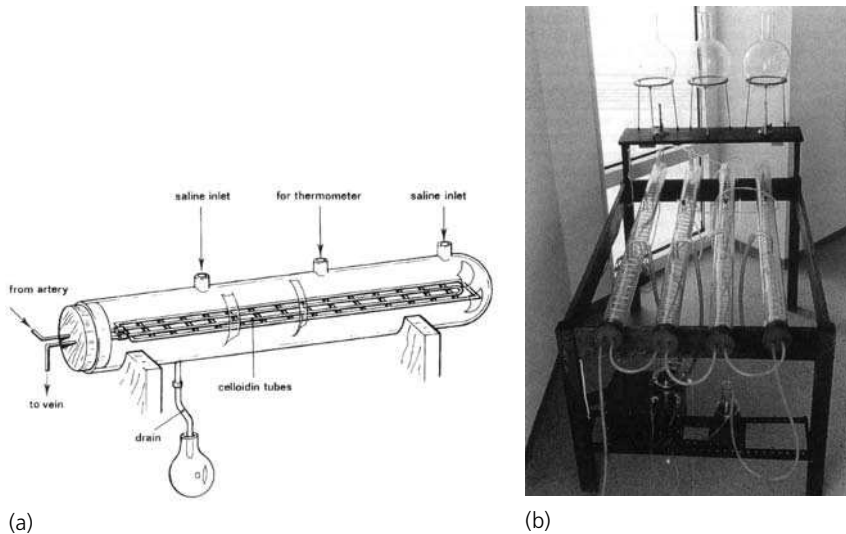 saline inlet
for thermometer
saline inlet
from artery
celloidin tubes
to vein
drain
(a)
(b)